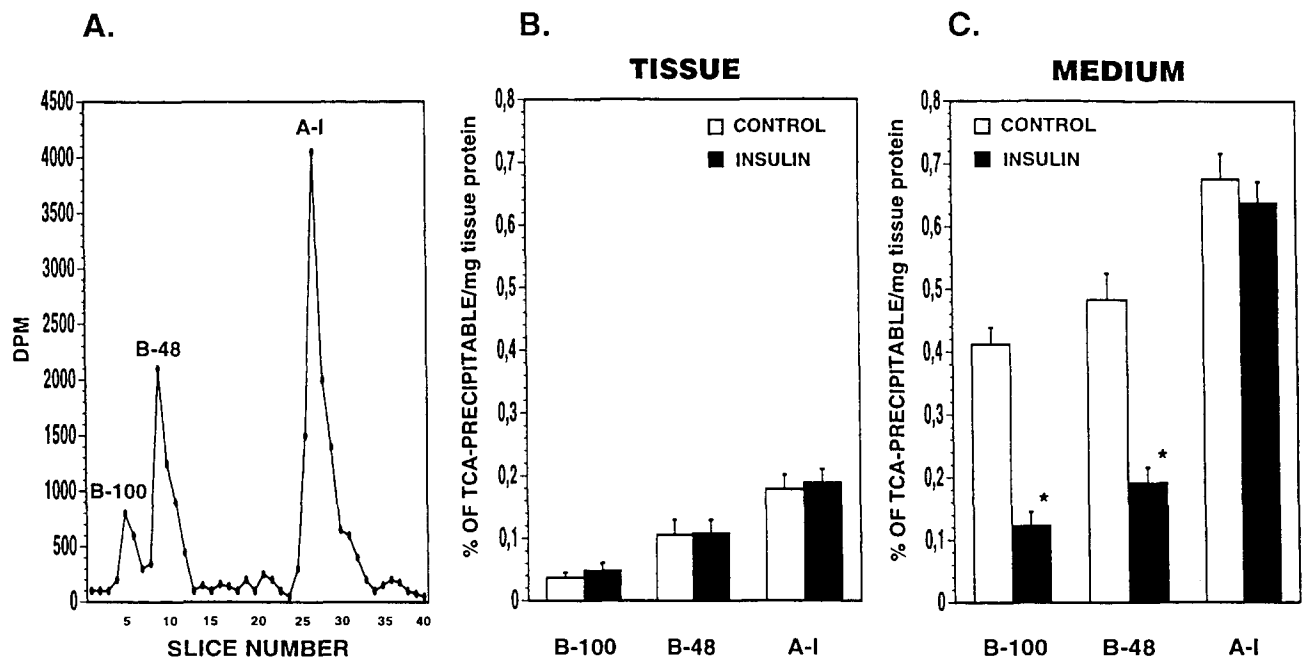 A.
4500
4000
3500
3000
2500
2000
1500
1000
500
0
DPM
A-I
B-48
B-100
5 10 15 20 25 30 35 40
SLICE NUMBER
B.
TISSUE
0,8
0,7
0,6
0,5
0,4
0,3
0,2
0,1
0
% OF TCA-PRECIPITABLE/mg tissue protein
CONTROL
INSULIN
B-100 B-48 A-I
C.
MEDIUM
0,8
0,7
0,6
0,5
0,4
0,3
0,2
0,1
0
% OF TCA-PRECIPITABLE/mg tissue protein
CONTROL
INSULIN
*
*
B-100 B-48 A-I